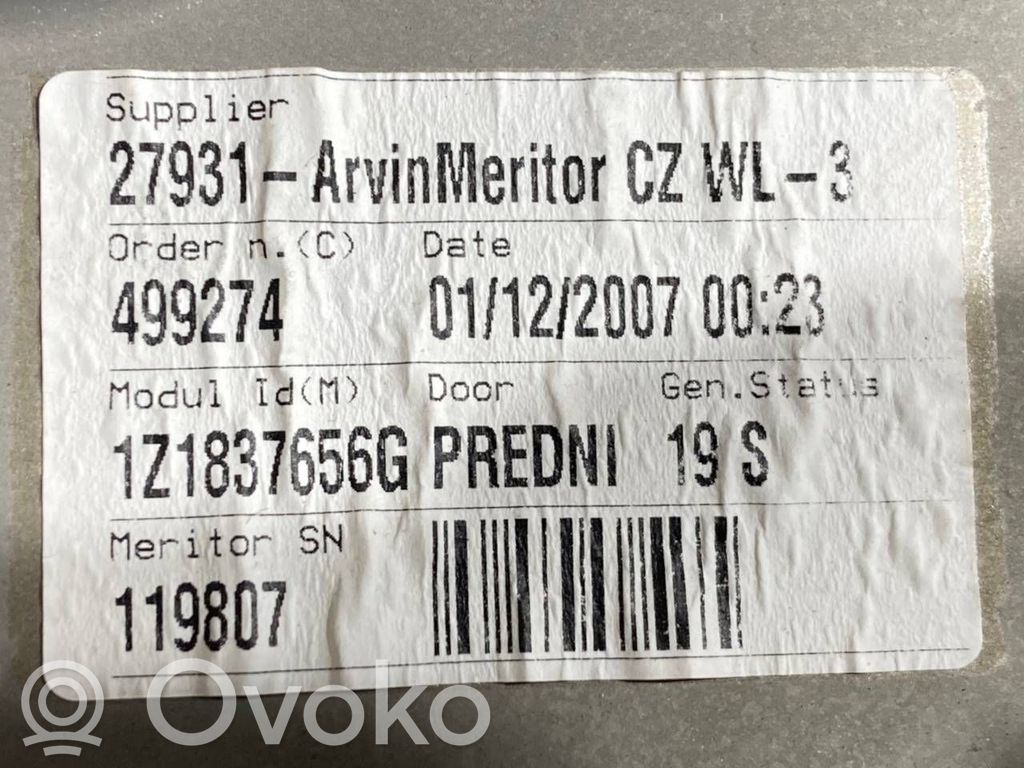 Supplier
27931- ArvinMeritor CZ WL-3
Order n.(C) Date
499274 01/12/2007 00:23
Modul Id(M) Door Gen.Status
1Z1837656G PREDNI 19 S
Meritor SN
119807
Ovoko